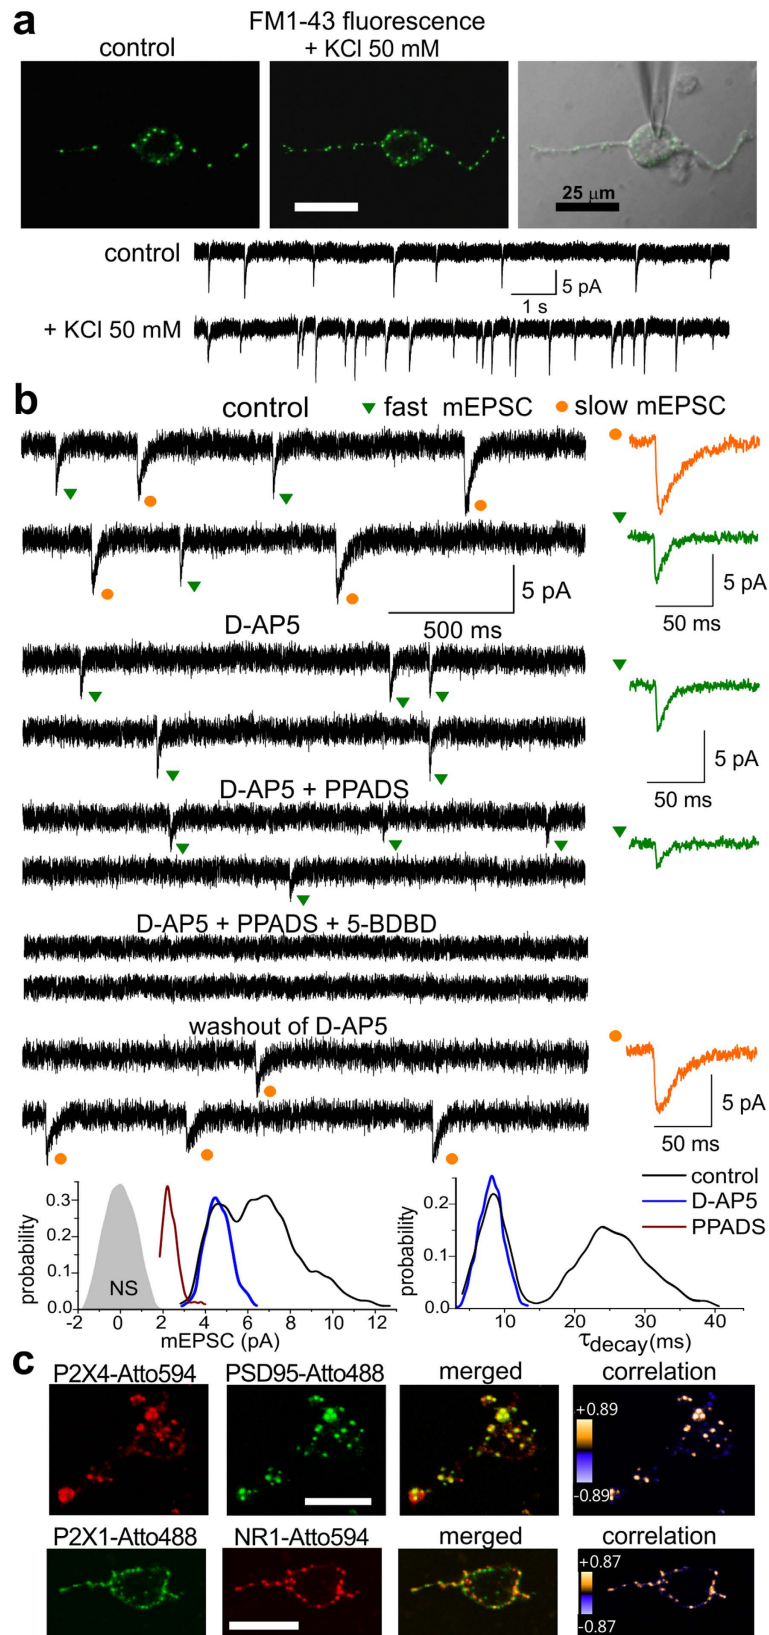 a
FM1-43 fluorescence
control
+ KCl 50 mM
25 μm
control
5 pA
1 s
+ KCl 50 mM
b
control
fast mEPSC
slow mEPSC
5 pA
500 ms
5 pA
50 ms
D-AP5
5 pA
50 ms
D-AP5 + PPADS
D-AP5 + PPADS + 5-BDBD
washout of D-AP5
5 pA
50 ms
control
D-AP5
PPADS
probability
0.3
0.2
0.1
0.0
NS
-2 0 2 4 6 8 10 12
mEPSC (pA)
probability
0.2
0.1
0.0
10 20 30 40
τdecay(ms)
c
P2X4-Atto594
PSD95-Atto488
merged
correlation
+0.89
-0.89
P2X1-Atto488
NR1-Atto594
merged
correlation
+0.87
-0.87